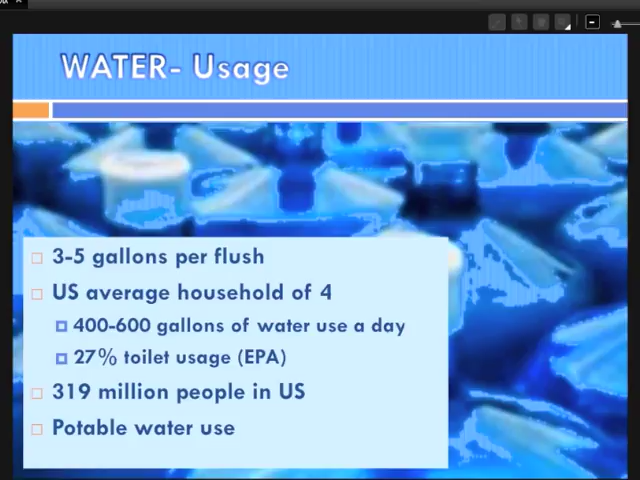 WATER- Usage
3-5 gallons per flush
US average household of 4
400-600 gallons of water use a day
27% toilet usage (EPA)
319 million people in US
Potable water use